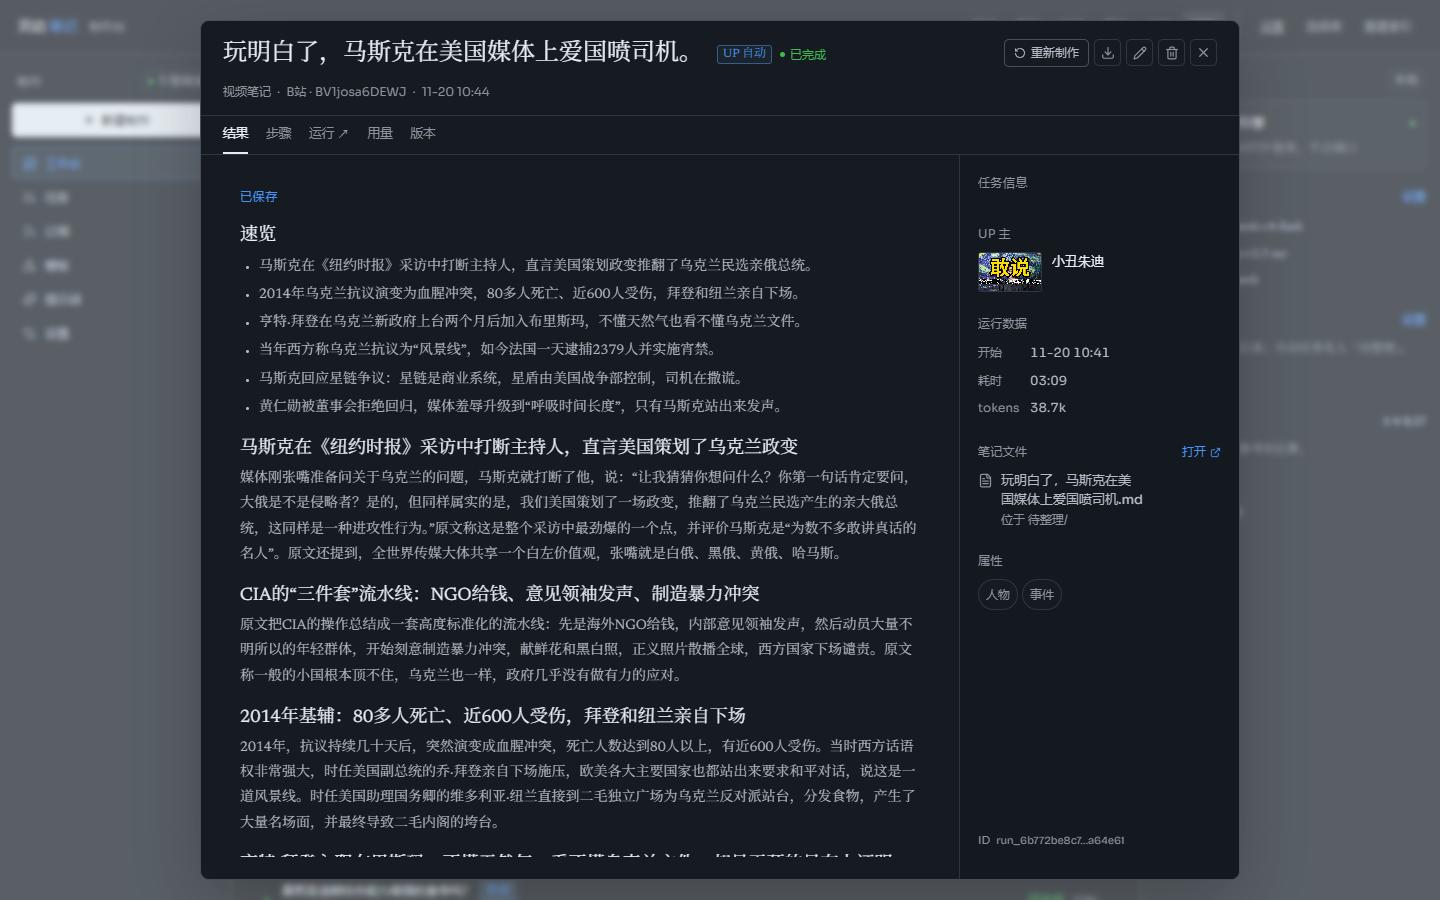 玩明白了，马斯克在美国媒体上爱国喷司机。
UP 自动
已完成
重新制作
视频笔记 · B站 · BV1josa6DEWJ · 11-20 10:44
结果
步骤
运行 ↗
用量
版本
已保存
速览
• 马斯克在《纽约时报》采访中打断主持人，直言美国策划政变推翻了乌克兰民选亲俄总统。
• 2014年乌克兰抗议演变为血腥冲突，80多人死亡、近600人受伤，拜登和纽兰亲自下场。
• 亨特·拜登在乌克兰新政府上台两个月后加入布里斯玛，不懂天然气也看不懂乌克兰文件。
• 当年西方称乌克兰抗议为“风景线”，如今法国一天逮捕2379人并实施宵禁。
• 马斯克回应星链争议：星链是商业系统，星盾由美国战争部控制，司机在撒谎。
• 黄仁勋被董事会拒绝回归，媒体羞辱升级到“呼吸时间长度”，只有马斯克站出来发声。
马斯克在《纽约时报》采访中打断主持人，直言美国策划了乌克兰政变
媒体刚张嘴准备问关于乌克兰的问题，马斯克就打断了他，说：“让我猜猜你想问什么？你第一句话肯定要问，
大俄是不是侵略者？是的，但同样属实的是，我们美国策划了一场政变，推翻了乌克兰民选产生的亲大俄总
统，这同样是一种进攻性行为。”原文称这是整个采访中最劲爆的一个点，并评价马斯克是“为数不多敢讲真话的
名人”。原文还提到，全世界传媒大体共享一个白左价值观，张嘴就是白俄、黑俄、黄俄、哈马斯。
CIA的“三件套”流水线：NGO给钱、意见领袖发声、制造暴力冲突
原文把CIA的操作总结成一套高度标准化的流水线：先是海外NGO给钱，内部意见领袖发声，然后动员大量不
明所以的年轻群体，开始刻意制造暴力冲突，献鲜花和黑白照，正义照片散播全球，西方国家下场谴责。原文
称一般的小国根本顶不住，乌克兰也一样，政府几乎没有做有力的应对。
2014年基辅：80多人死亡、近600人受伤，拜登和纽兰亲自下场
2014年，抗议持续几十天后，突然演变成血腥冲突，死亡人数达到80人以上，有近600人受伤。当时西方话语
权非常强大，时任美国副总统的乔·拜登亲自下场施压，欧美各大主要国家也都站出来要求和平对话，说这是一
道风景线。时任美国助理国务卿的维多利亚·纽兰直接到二毛独立广场为乌克兰反对派站台，分发食物，产生了
大量名场面，并最终导致二毛内阁的垮台。
任务信息
UP 主
敢说
小丑朱迪
运行数据
开始 11-20 10:41
耗时 03:09
tokens 38.7k
笔记文件
打开
玩明白了，马斯克在美
国媒体上爱国喷司机.md
位于 待整理/
属性
人物
事件
ID run_6b772be8c7...a64e61